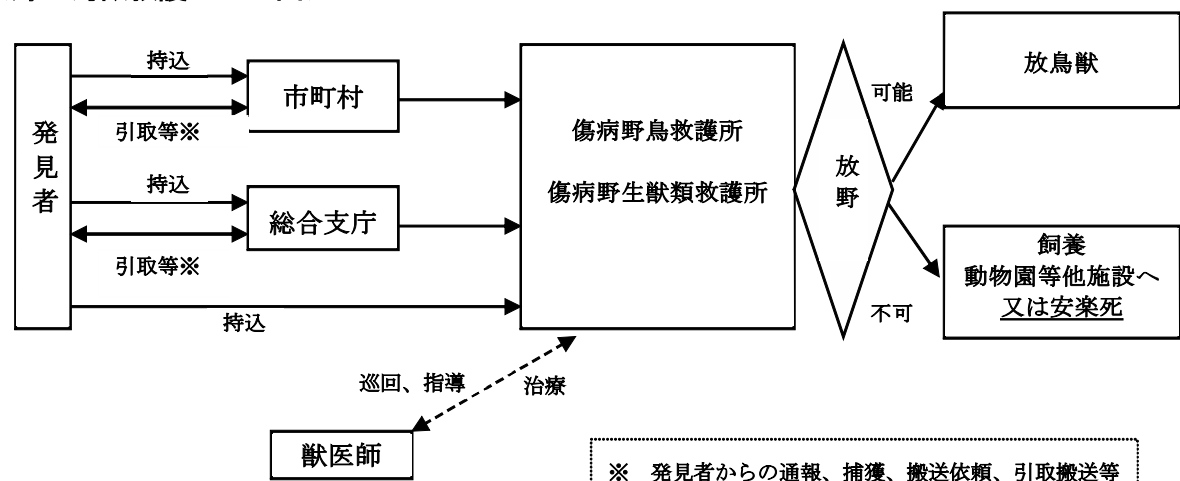 持込
市町村
引取等※
発見者
持込
総合支庁
引取等※
持込
傷病野鳥救護所
傷病野生獣類救護所
放野
可能
放鳥獣
不可
飼養
動物園等他施設へ
又は安楽死
巡回、指導
治療
獣医師
※ 発見者からの通報、捕獲、搬送依頼、引取搬送等